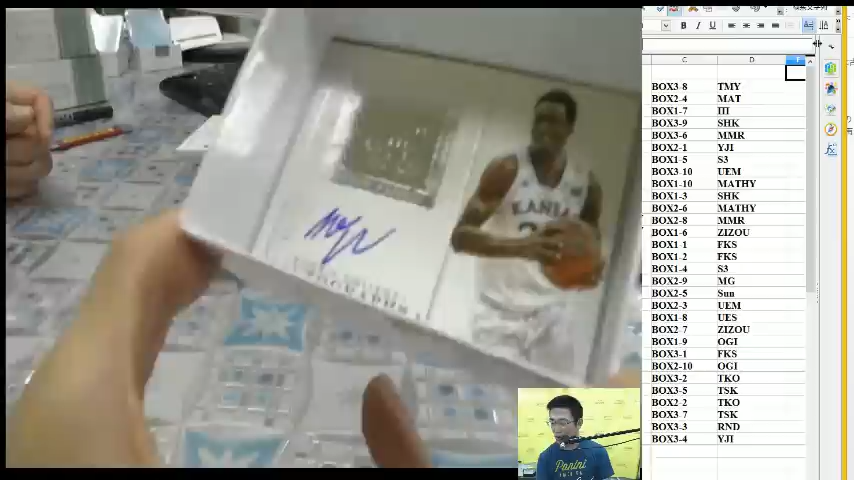 C D
BOX3-8 TMY
BOX2-4 MAT
BOX1-7 III
BOX3-9 SHK
BOX3-6 MMR
BOX2-1 YJI
BOX1-5 S3
BOX3-10 UEM
BOX1-10 MATHY
BOX1-3 SHK
BOX2-6 MATHY
BOX2-8 MMR
BOX1-6 ZIZOU
BOX1-1 FKS
BOX1-2 FKS
BOX1-4 S3
BOX2-9 MG
BOX2-5 Sun
BOX2-3 UEM
BOX1-8 UES
BOX2-7 ZIZOU
BOX1-9 OGI
BOX3-1 FKS
BOX2-10 OGI
BOX3-2 TKO
BOX3-5 TSK
BOX2-2 TKO
BOX3-7 TSK
BOX3-3 RND
BOX3-4 YJI
Panini